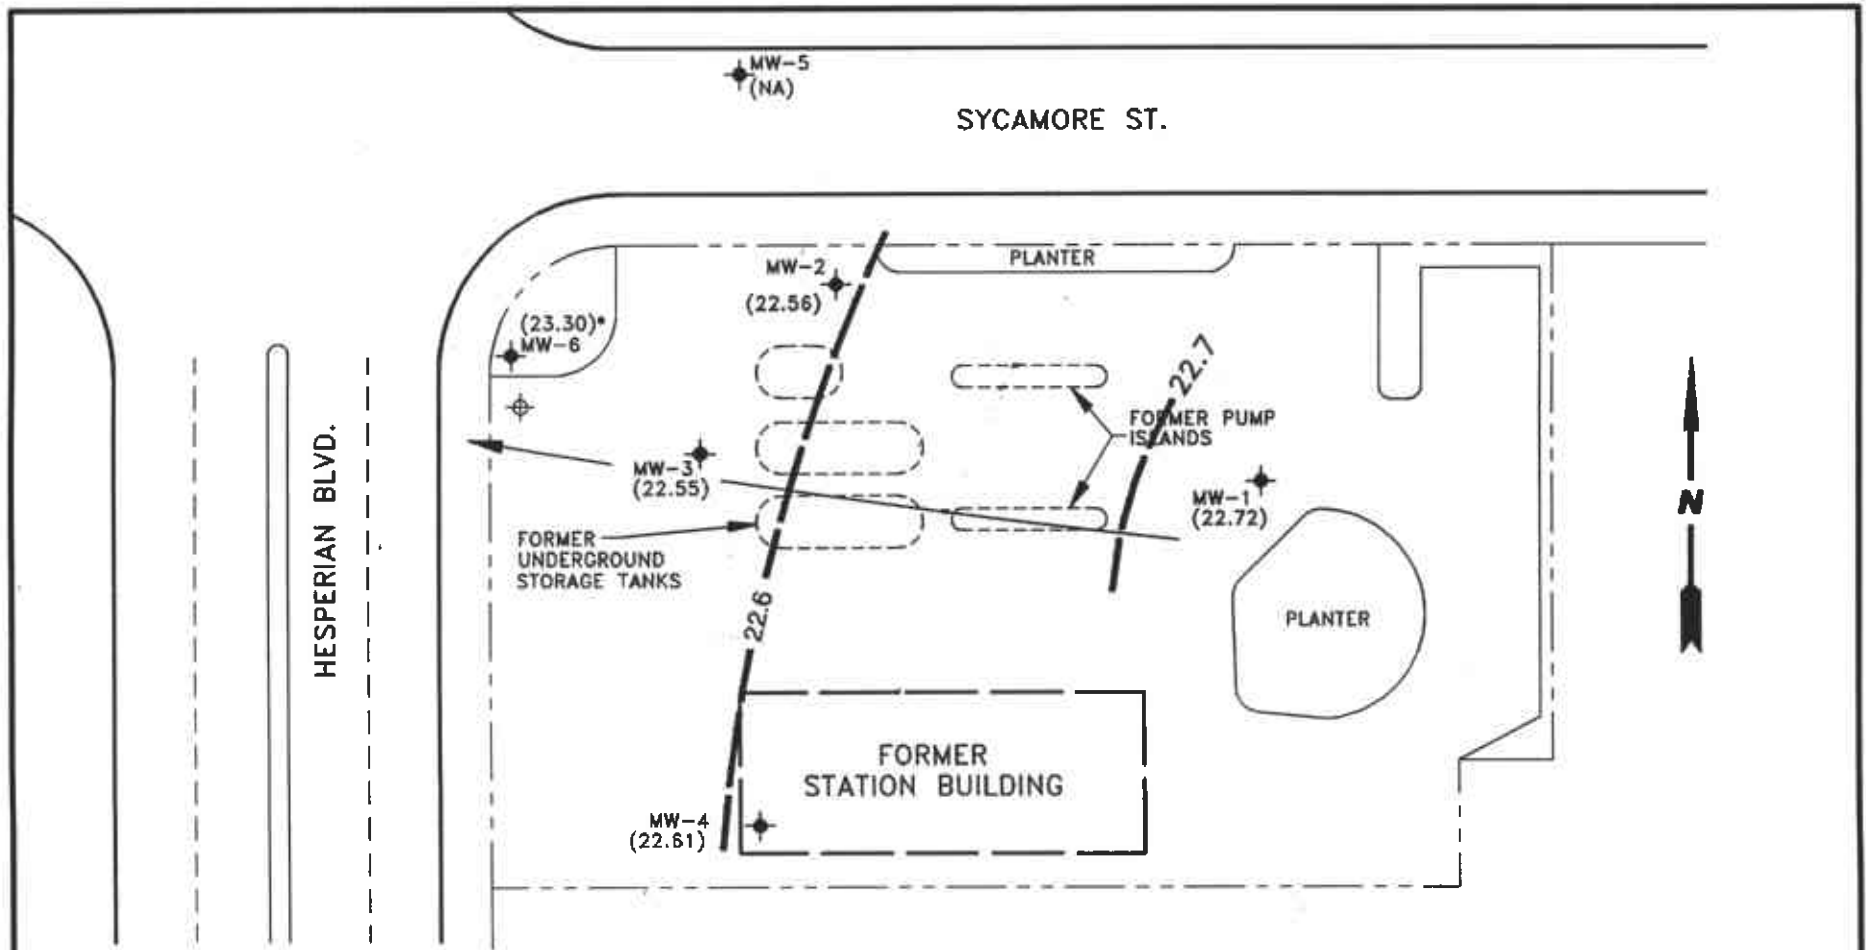 MW-5
(NA)
SYCAMORE ST.
PLANTER
MW-2
(22.56)
(23.30)*
MW-6
22.7
FORMER PUMP
ISLANDS
HESPERIAN BLVD.
MW-3
(22.55)
MW-1
(22.72)
N
FORMER
UNDERGROUND
STORAGE TANKS
22.6
PLANTER
FORMER
STATION BUILDING
MW-4
(22.61)